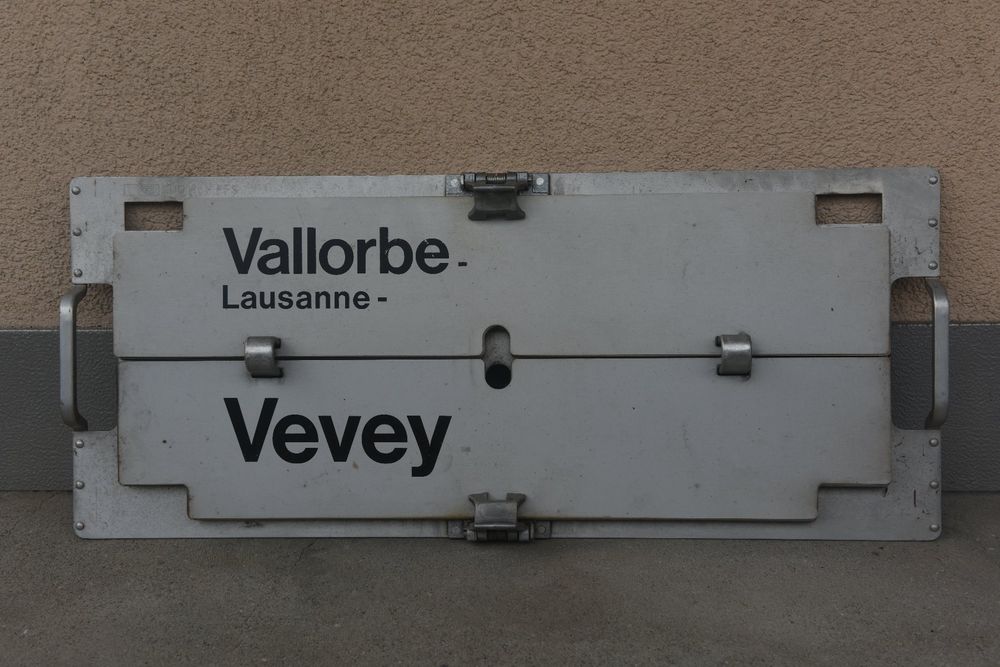 Vallorbe -
Lausanne -
Vevey